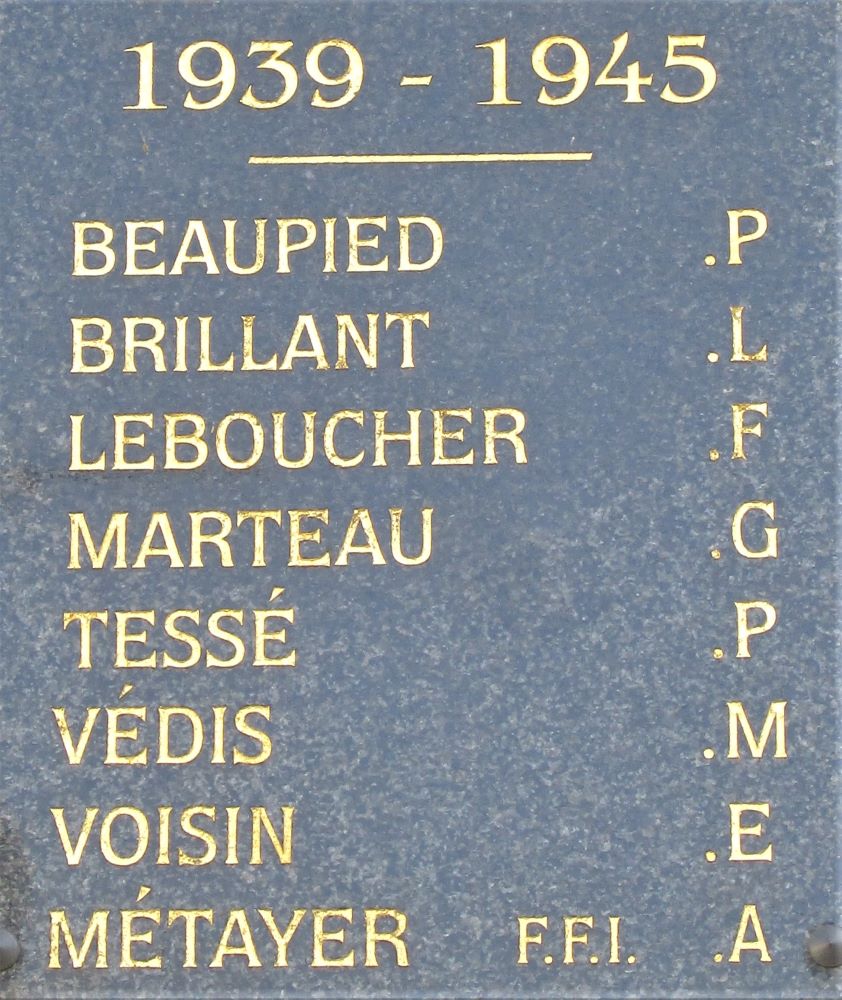 1939 - 1945
BEAUPIED .P
BRILLANT .L
LEBOUCHER .F
MARTEAU .G
TESSÉ .P
VÉDIS .M
VOISIN .E
MÉTAYER F.F.I. .A